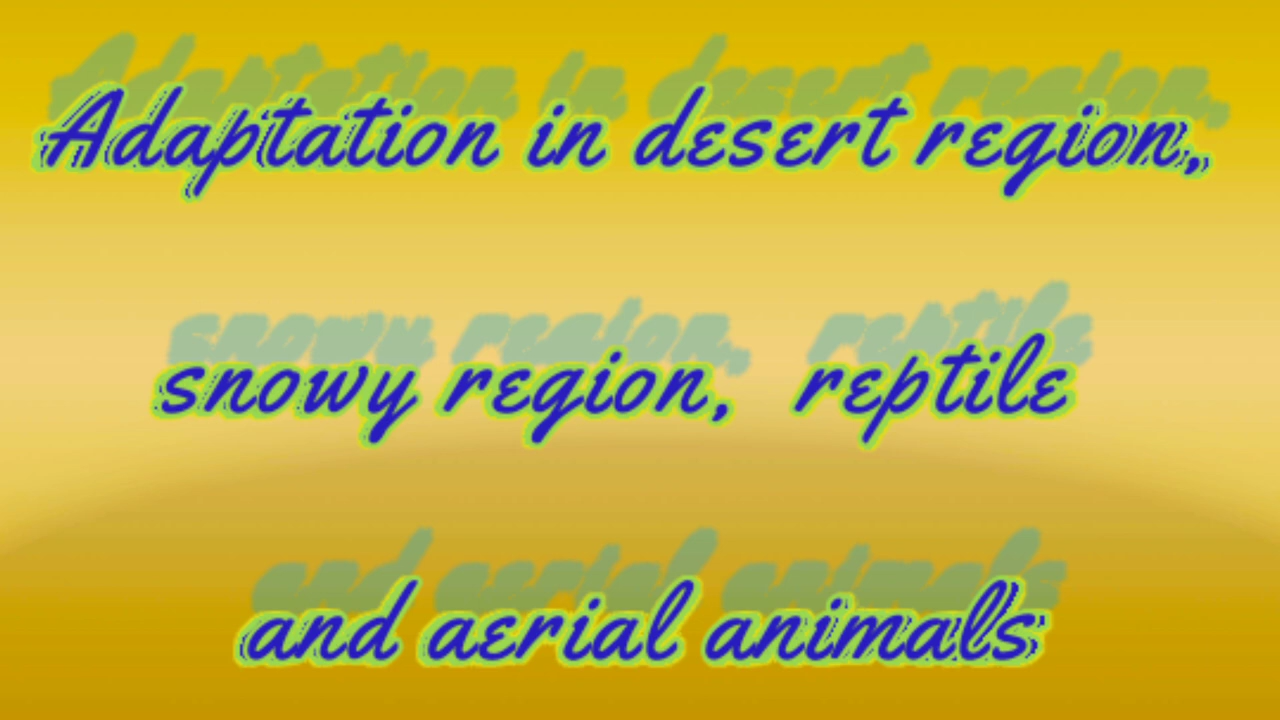 Adaptation in desert region,
snowy region, reptile
and aerial animals